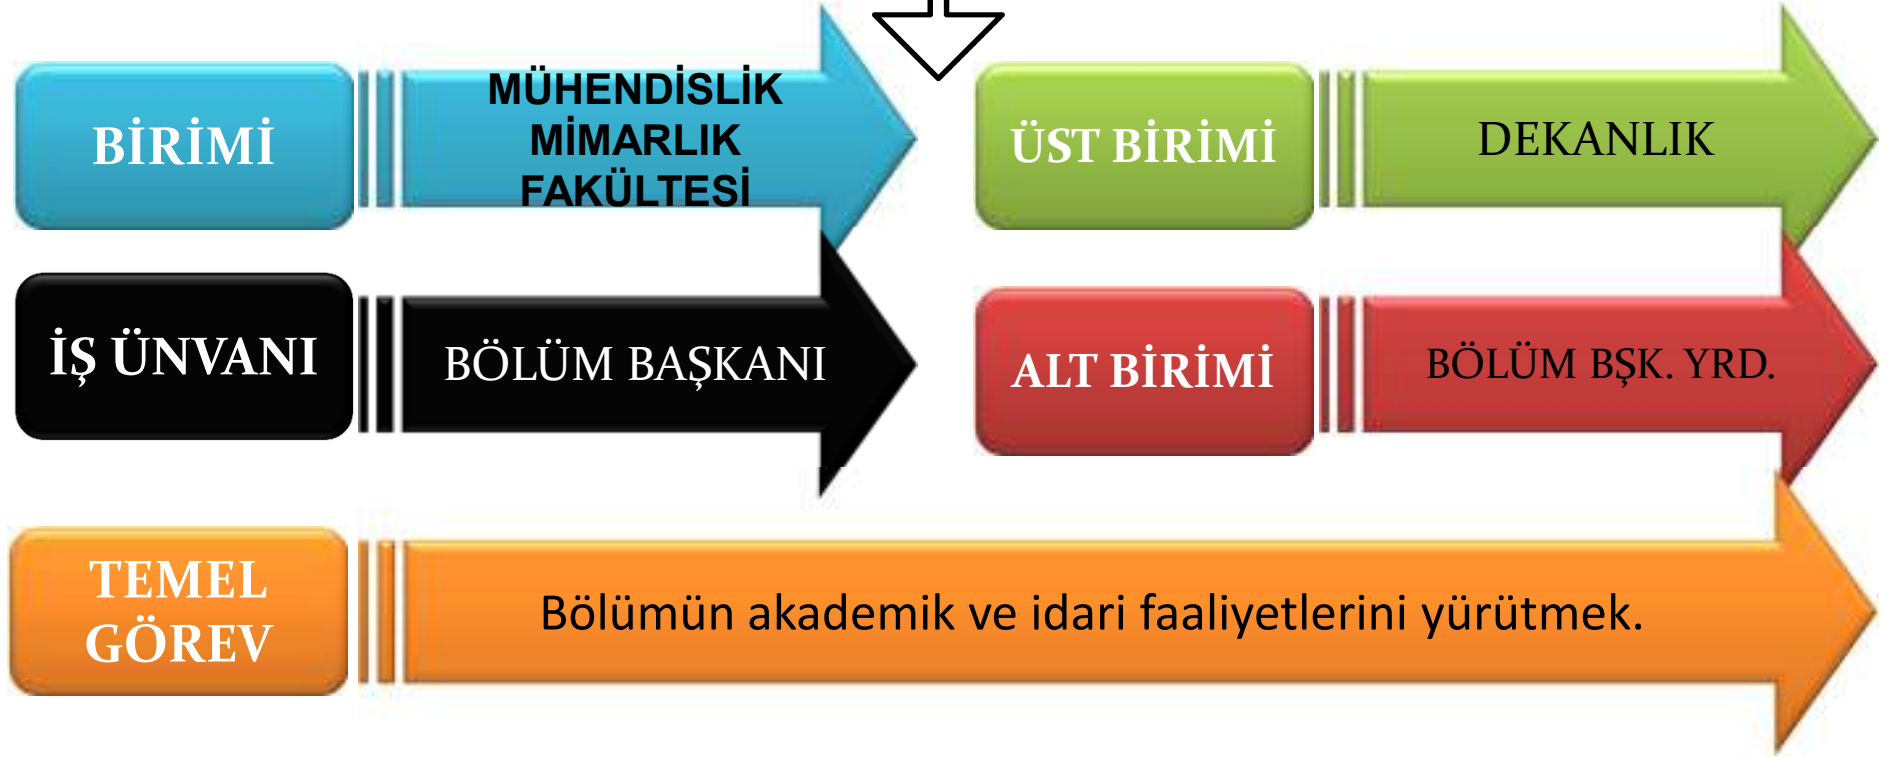 BİRİMİ
MÜHENDİSLİK
MİMARLIK
FAKÜLTESİ
ÜST BİRİMİ
DEKANLIK
İŞ ÜNVANI
BÖLÜM BAŞKANI
ALT BİRİMİ
BÖLÜM BŞK. YRD.
TEMEL
GÖREV
Bölümün akademik ve idari faaliyetlerini yürütmek.